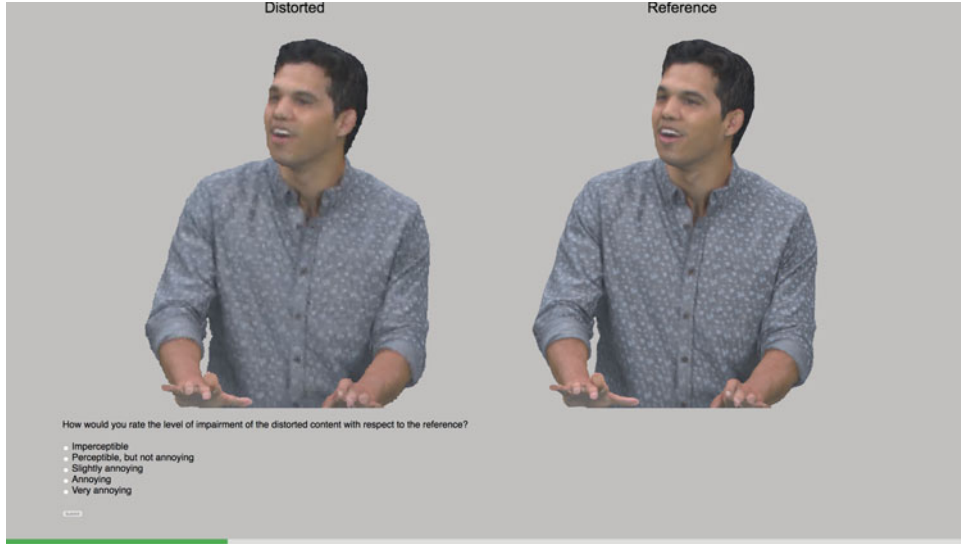 Distorted
Reference
How would you rate the level of impairment of the distorted content with respect to the reference?
Imperceptible
Perceptible, but not annoying
Slightly annoying
Annoying
Very annoying